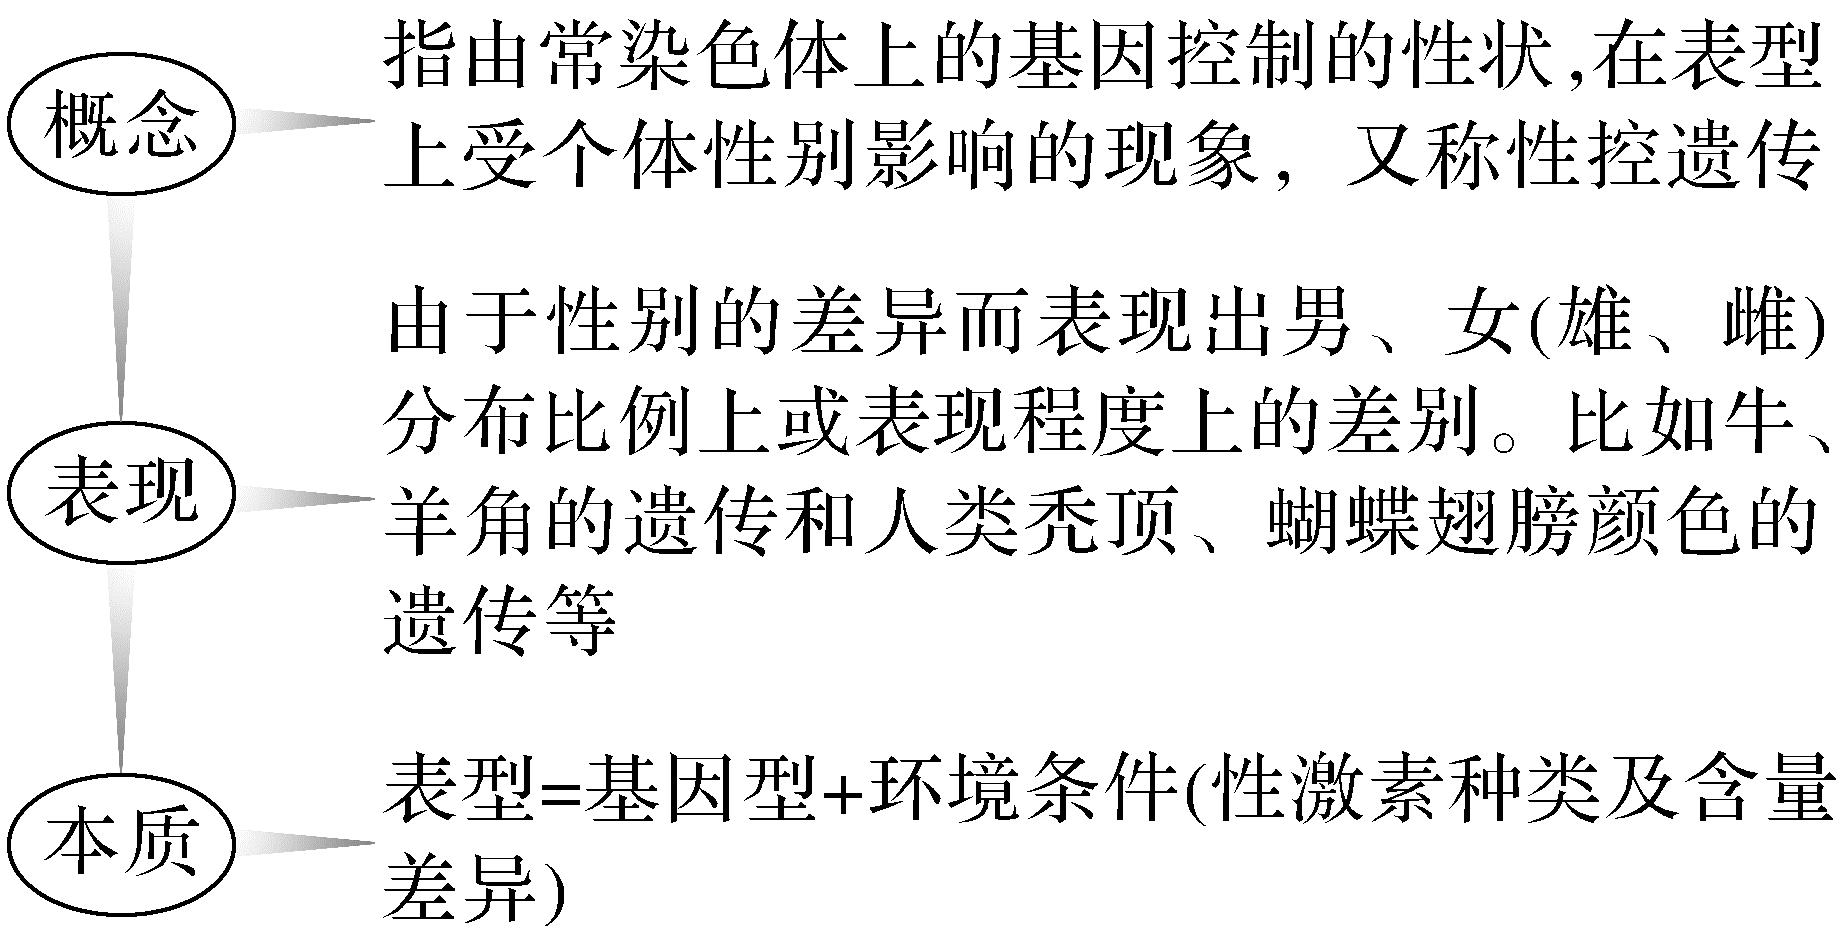 概念
指由常染色体上的基因控制的性状,在表型
上受个体性别影响的现象，又称性控遗传
表现
由于性别的差异而表现出男、女(雄、雌)
分布比例上或表现程度上的差别。比如牛、
羊角的遗传和人类秃顶、蝴蝶翅膀颜色的
遗传等
本质
表型=基因型+环境条件(性激素种类及含量
差异)